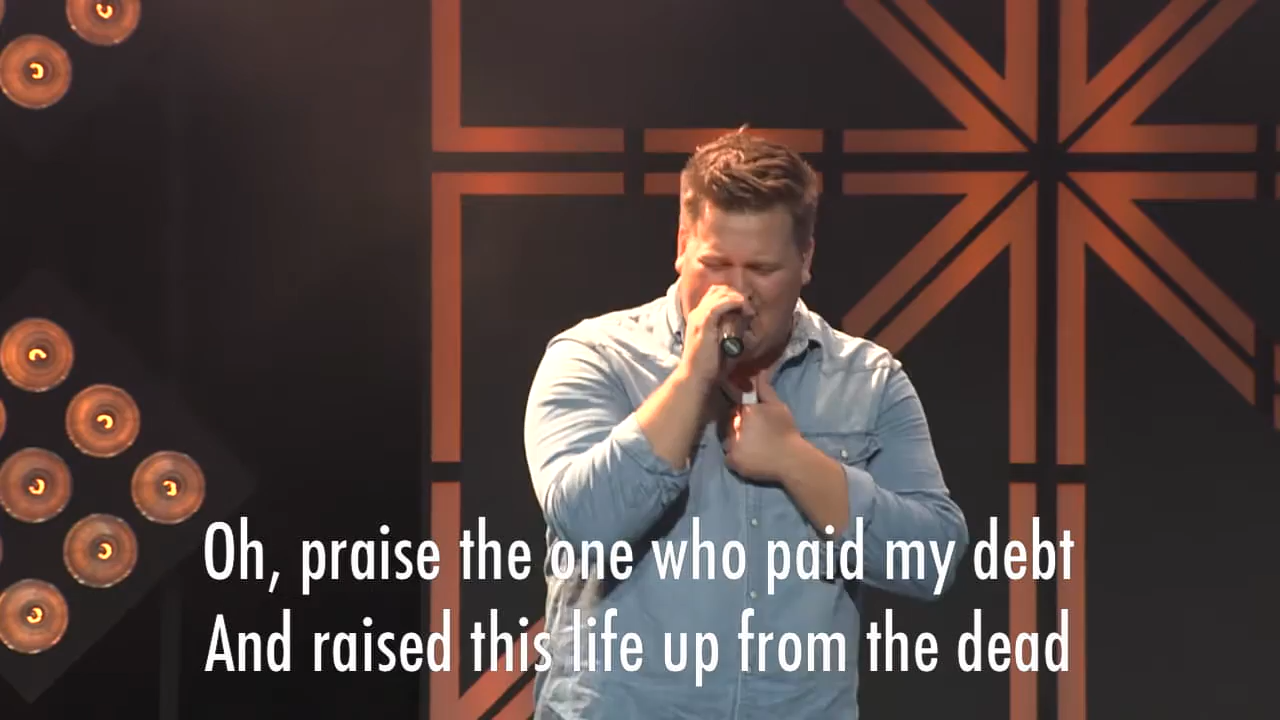 Oh, praise the one who paid my debt
And raised this life up from the dead